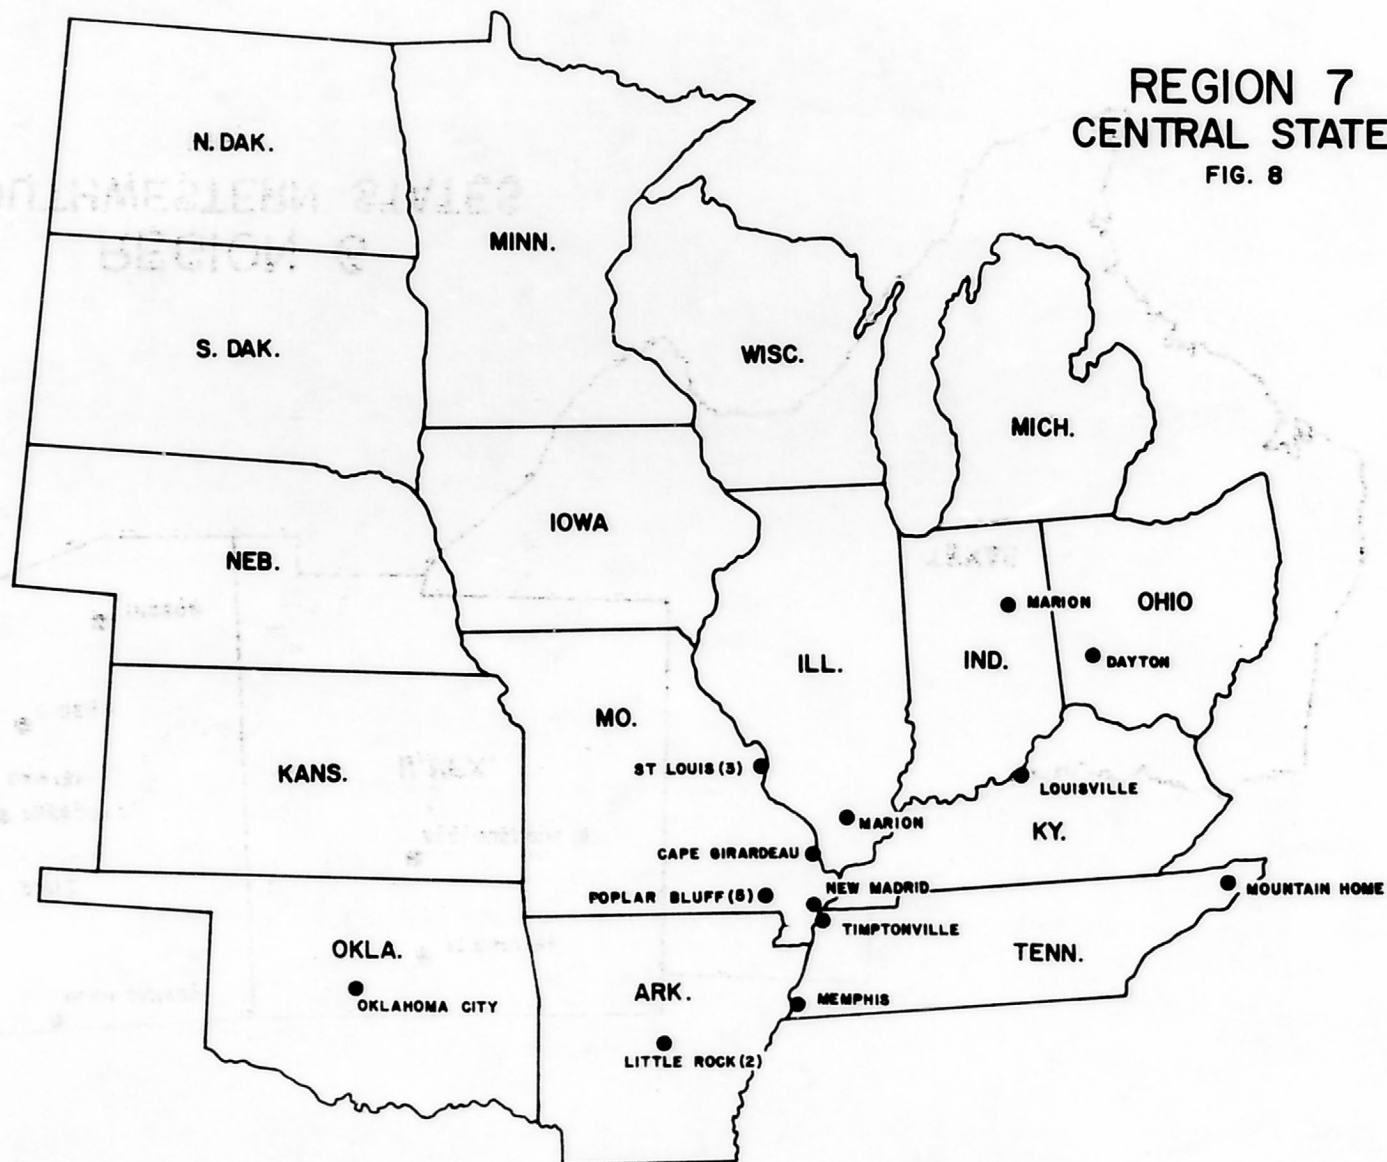 REGION 7
CENTRAL STATE
FIG. 8
N. DAK.
MINN.
S. DAK.
WISC.
MICH.
IOWA
NEB.
MARION
OHIO
ILL.
IND.
DAYTON
MO.
KANS.
ST LOUIS (3)
LOUISVILLE
MARION
KY.
CAPE GIRARDEAU
NEW MADRID
MOUNTAIN HOME
POPLAR BLUFF (5)
TIMPTONVILLE
OKLA.
TENN.
ARK.
MEMPHIS
OKLAHOMA CITY
LITTLE ROCK (2)